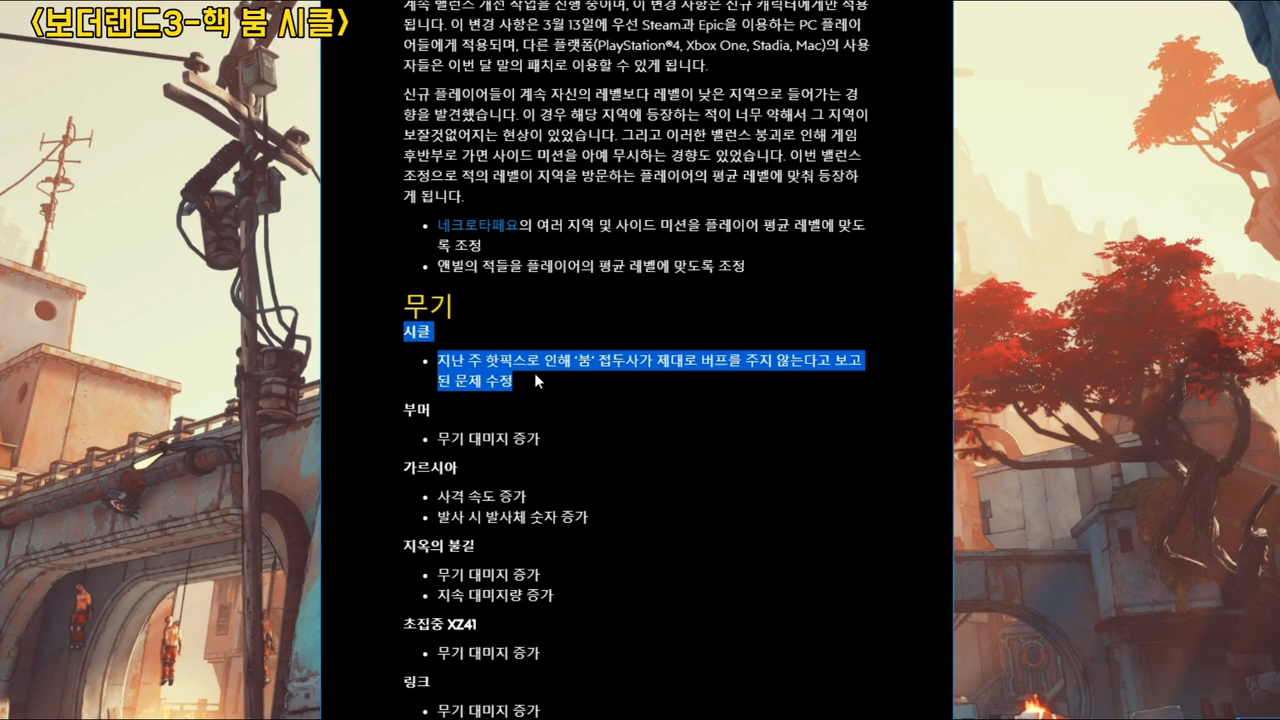 〈보더랜드3-핵 붐 시클〉
계속 밸런스 개선 작업을 진행 중이며, 이 변경 사항은 신규 캐릭터에게만 적용
됩니다. 이 변경 사항은 3월 13일에 우선 Steam과 Epic을 이용하는 PC 플레이
어들에게 적용되며, 다른 플랫폼(PlayStation®4, Xbox One, Stadia, Mac)의 사용
자들은 이번 달 말의 패치로 이용할 수 있게 됩니다.
신규 플레이어들이 계속 자신의 레벨보다 레벨이 낮은 지역으로 들어가는 경
향을 발견했습니다. 이 경우 해당 지역에 등장하는 적이 너무 약해서 그 지역이
보잘것없어지는 현상이 있었습니다. 그리고 이러한 밸런스 붕괴로 인해 게임
후반부로 가면 사이드 미션을 아예 무시하는 경향도 있었습니다. 이번 밸런스
조정으로 적의 레벨이 지역을 방문하는 플레이어의 평균 레벨에 맞춰 등장하
게 됩니다.
• 네크로타페요의 여러 지역 및 사이드 미션을 플레이어 평균 레벨에 맞도
록 조정
• 앤빌의 적들을 플레이어의 평균 레벨에 맞도록 조정
무기
시클
• 지난 주 핫픽스로 인해 '붐' 접두사가 제대로 버프를 주지 않는다고 보고
된 문제 수정
부머
• 무기 대미지 증가
가르시아
• 사격 속도 증가
• 발사 시 발사체 숫자 증가
지옥의 불길
• 무기 대미지 증가
• 지속 대미지량 증가
초집중 XZ41
• 무기 대미지 증가
링크
• 무기 대미지 증가